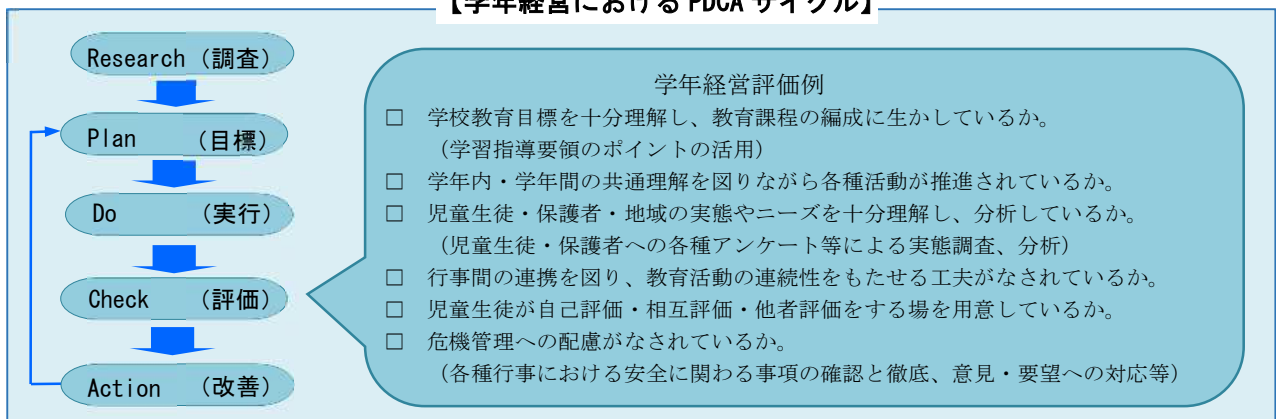 【学年経営における PDCA サイクル】
Research （調査）
Plan （目標）
Do （実行）
Check （評価）
Action （改善）
学年経営評価例
□ 学校教育目標を十分理解し、教育課程の編成に生かしているか。
（学習指導要領のポイントの活用）
□ 学年内・学年間の共通理解を図りながら各種活動が推進されているか。
□ 児童生徒・保護者・地域の実態やニーズを十分理解し、分析しているか。
（児童生徒・保護者への各種アンケート等による実態調査、分析）
□ 行事間の連携を図り、教育活動の連続性をもたせる工夫がなされているか。
□ 児童生徒が自己評価・相互評価・他者評価をする場を用意しているか。
□ 危機管理への配慮がなされているか。
（各種行事における安全に関わる事項の確認と徹底、意見・要望への対応等）